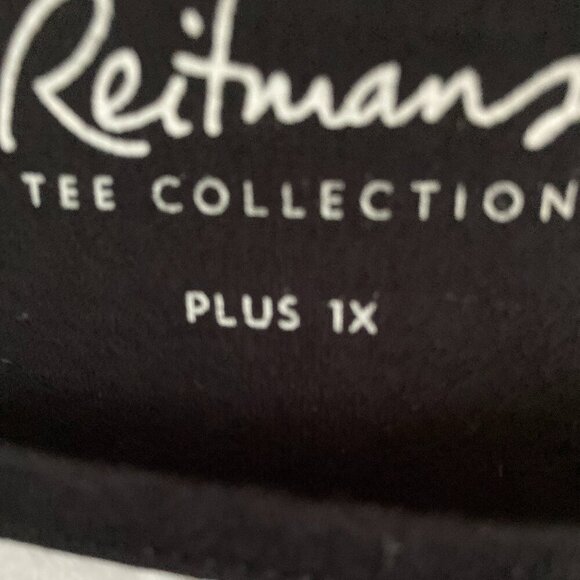 Reitmans
TEE COLLECTION
PLUS 1X